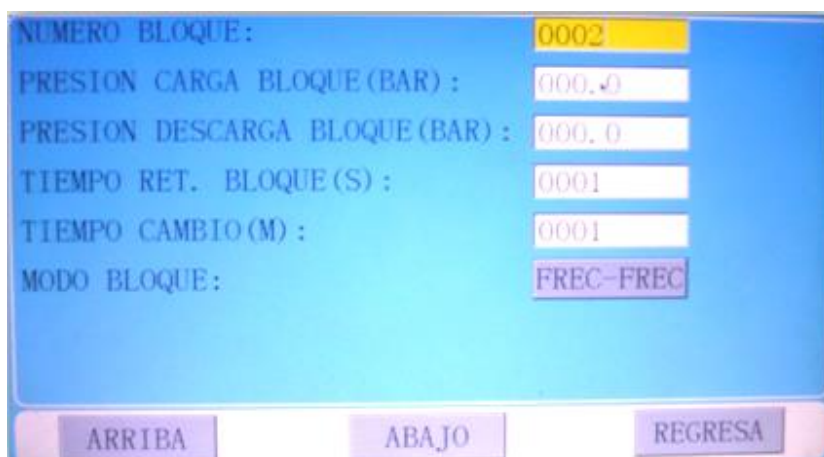 NUMERO BLOQUE: 0002
PRESION CARGA BLOQUE(BAR): 000.0
PRESION DESCARGA BLOQUE(BAR): 000.0
TIEMPO RET. BLOQUE(S): 0001
TIEMPO CAMBIO(M): 0001
MODO BLOQUE: FREC-FREC
ARRIBA ABAJO REGRESA